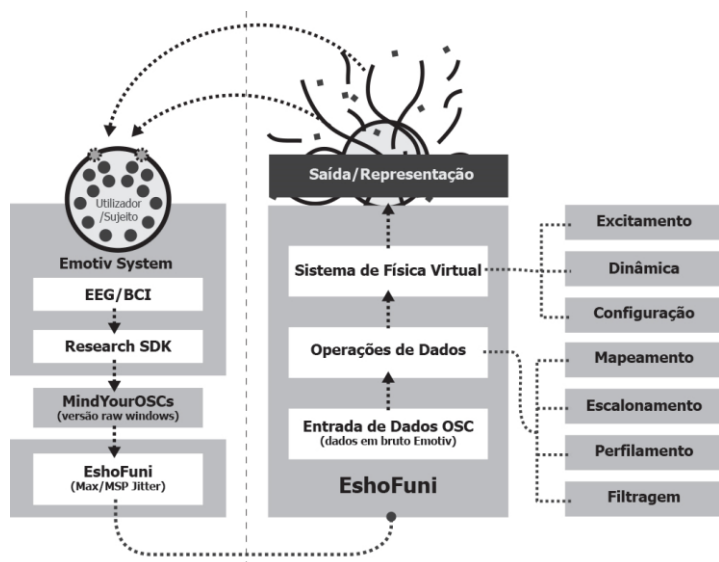 Utilizador
/Sujeito
Emotiv System
EEG/BCI
Research SDK
MindYourOSCs
(versão raw windows)
EshoFuni
(Max/MSP Jitter)
Saída/Representação
Sistema de Física Virtual
Operações de Dados
Entrada de Dados OSC
(dados em bruto Emotiv)
EshoFuni
Excitamento
Dinâmica
Configuração
Mapeamento
Escalonamento
Perfilamento
Filtragem